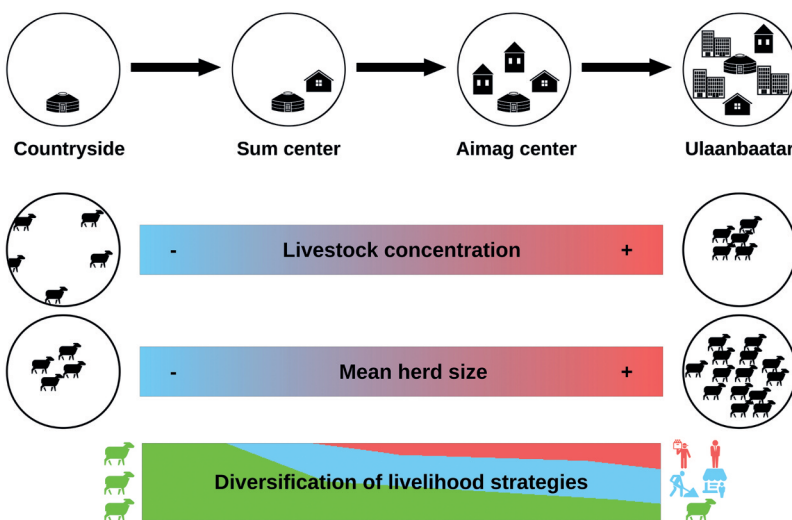 Countryside
Sum center
Aimag center
Ulaanbaatar
- Livestock concentration +
- Mean herd size +
Diversification of livelihood strategies